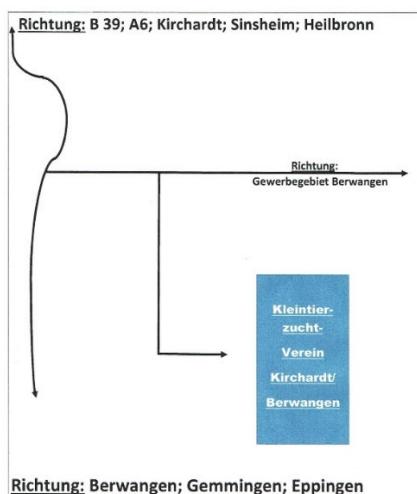 Richtung: B 39; A6; Kirchardt; Sinsheim; Heilbronn
Richtung:
Gewerbegebiet Berwangen
Kleintier-
zucht-
Verein
Kirchardt/
Berwangen
Richtung: Berwangen; Gemmingen; Eppingen